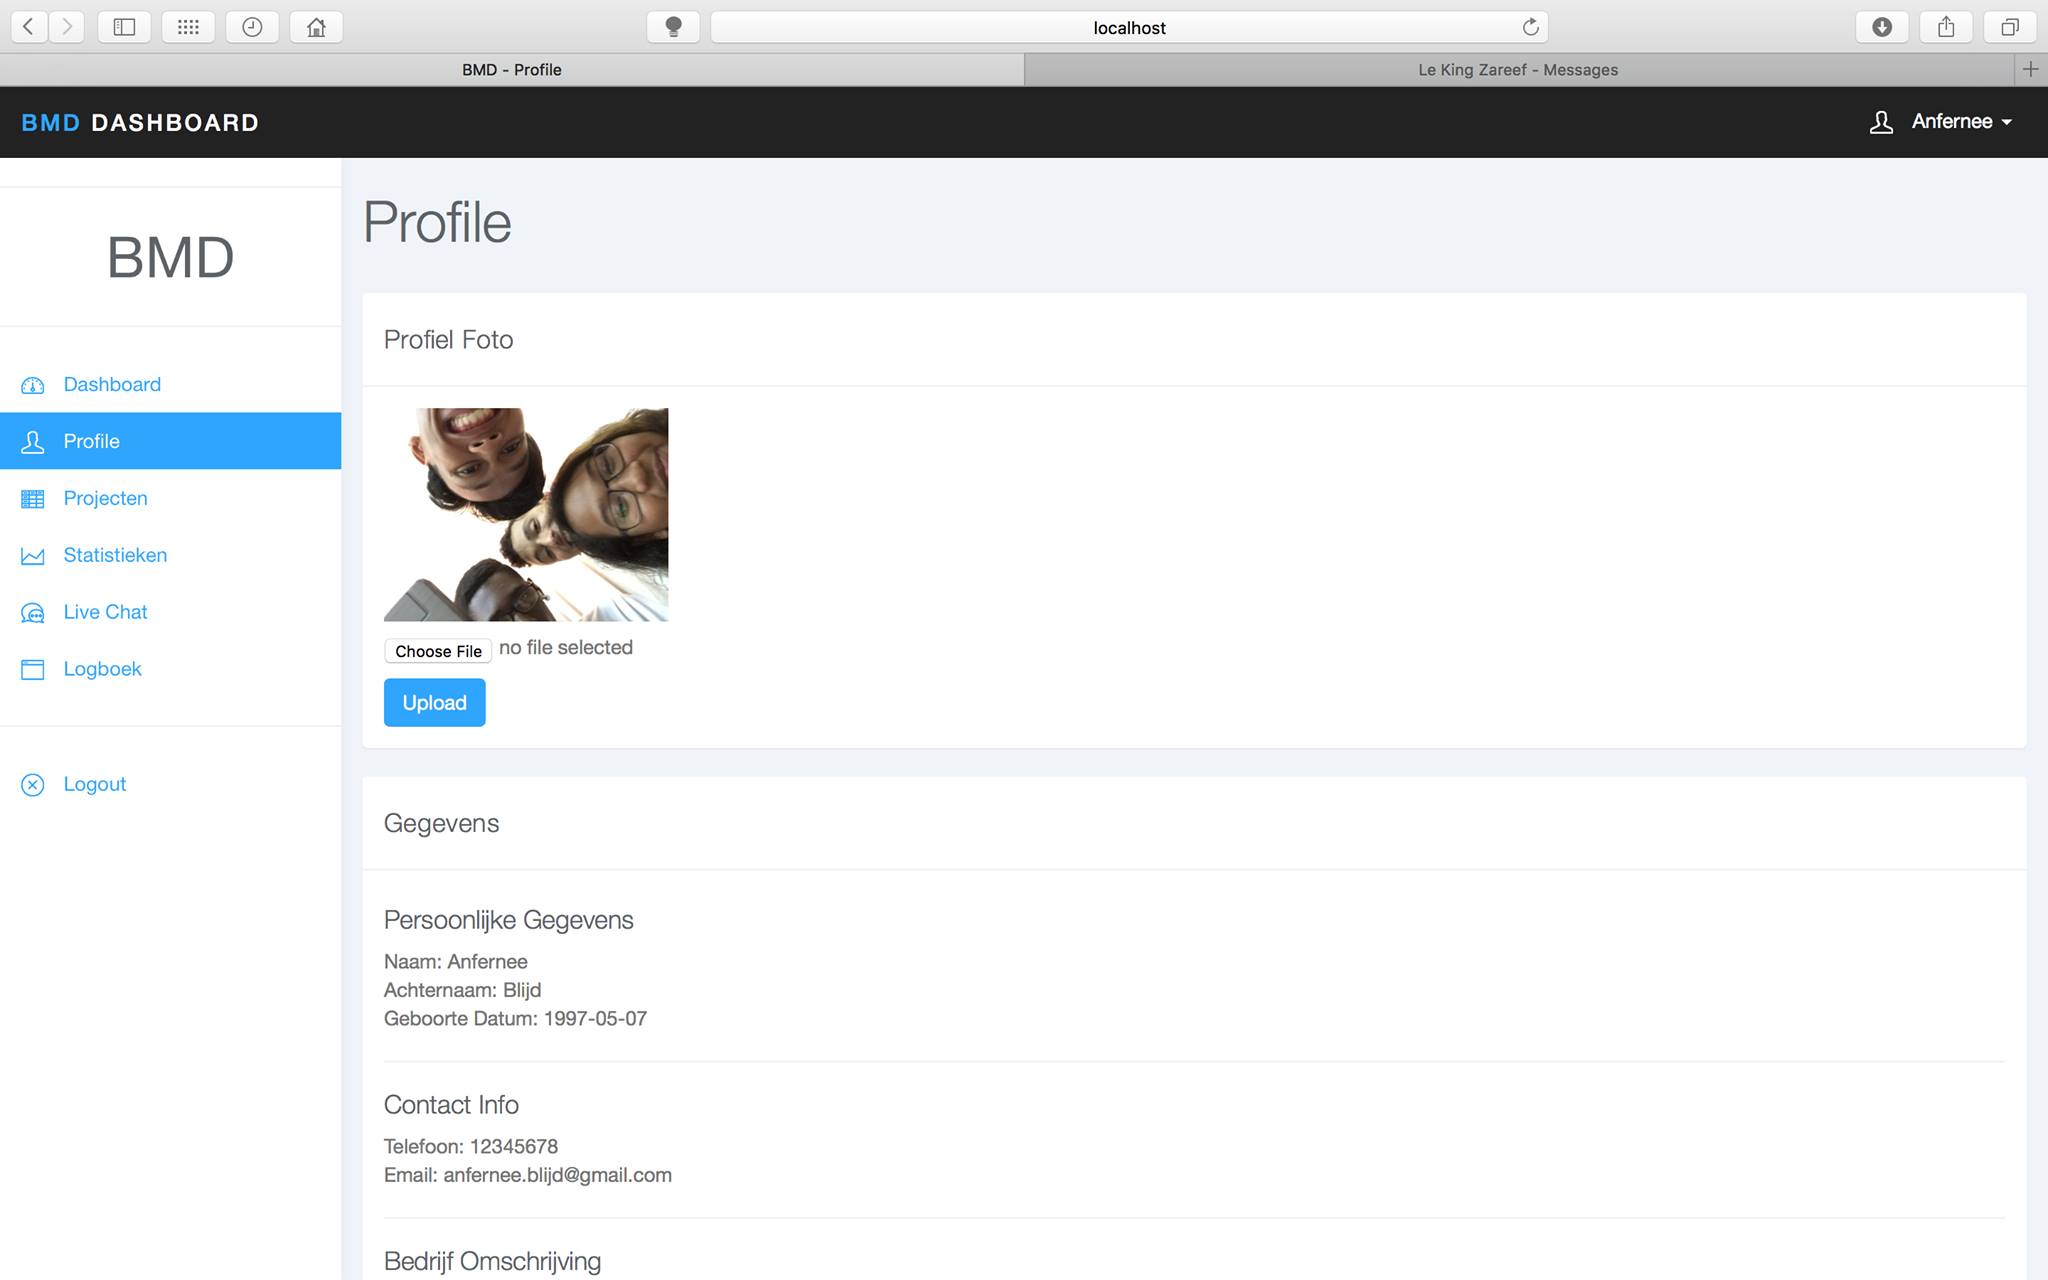 localhost
BMD - Profile
Le King Zareef - Messages
BMD DASHBOARD
Anfernee
BMD
Dashboard
Profile
Projecten
Statistieken
Live Chat
Logboek
Logout
Profile
Profiel Foto
Choose File no file selected
Upload
Gegevens
Persoonlijke Gegevens
Naam: Anfernee
Achternaam: Blijd
Geboorte Datum: 1997-05-07
Contact Info
Telefoon: 12345678
Email: anfernee.blijd@gmail.com
Bedrijf Omschrijving